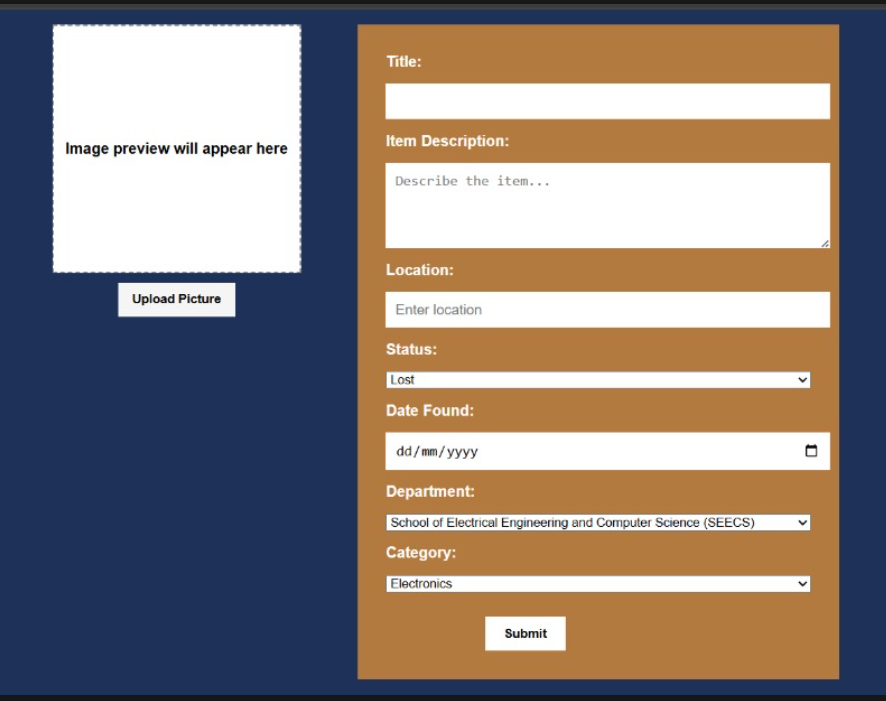 Image preview will appear here
Upload Picture
Title:
Item Description:
Describe the item...
Location:
Enter location
Status:
Lost
Date Found:
dd/mm/yyyy
Department:
School of Electrical Engineering and Computer Science (SEECS)
Category:
Electronics
Submit